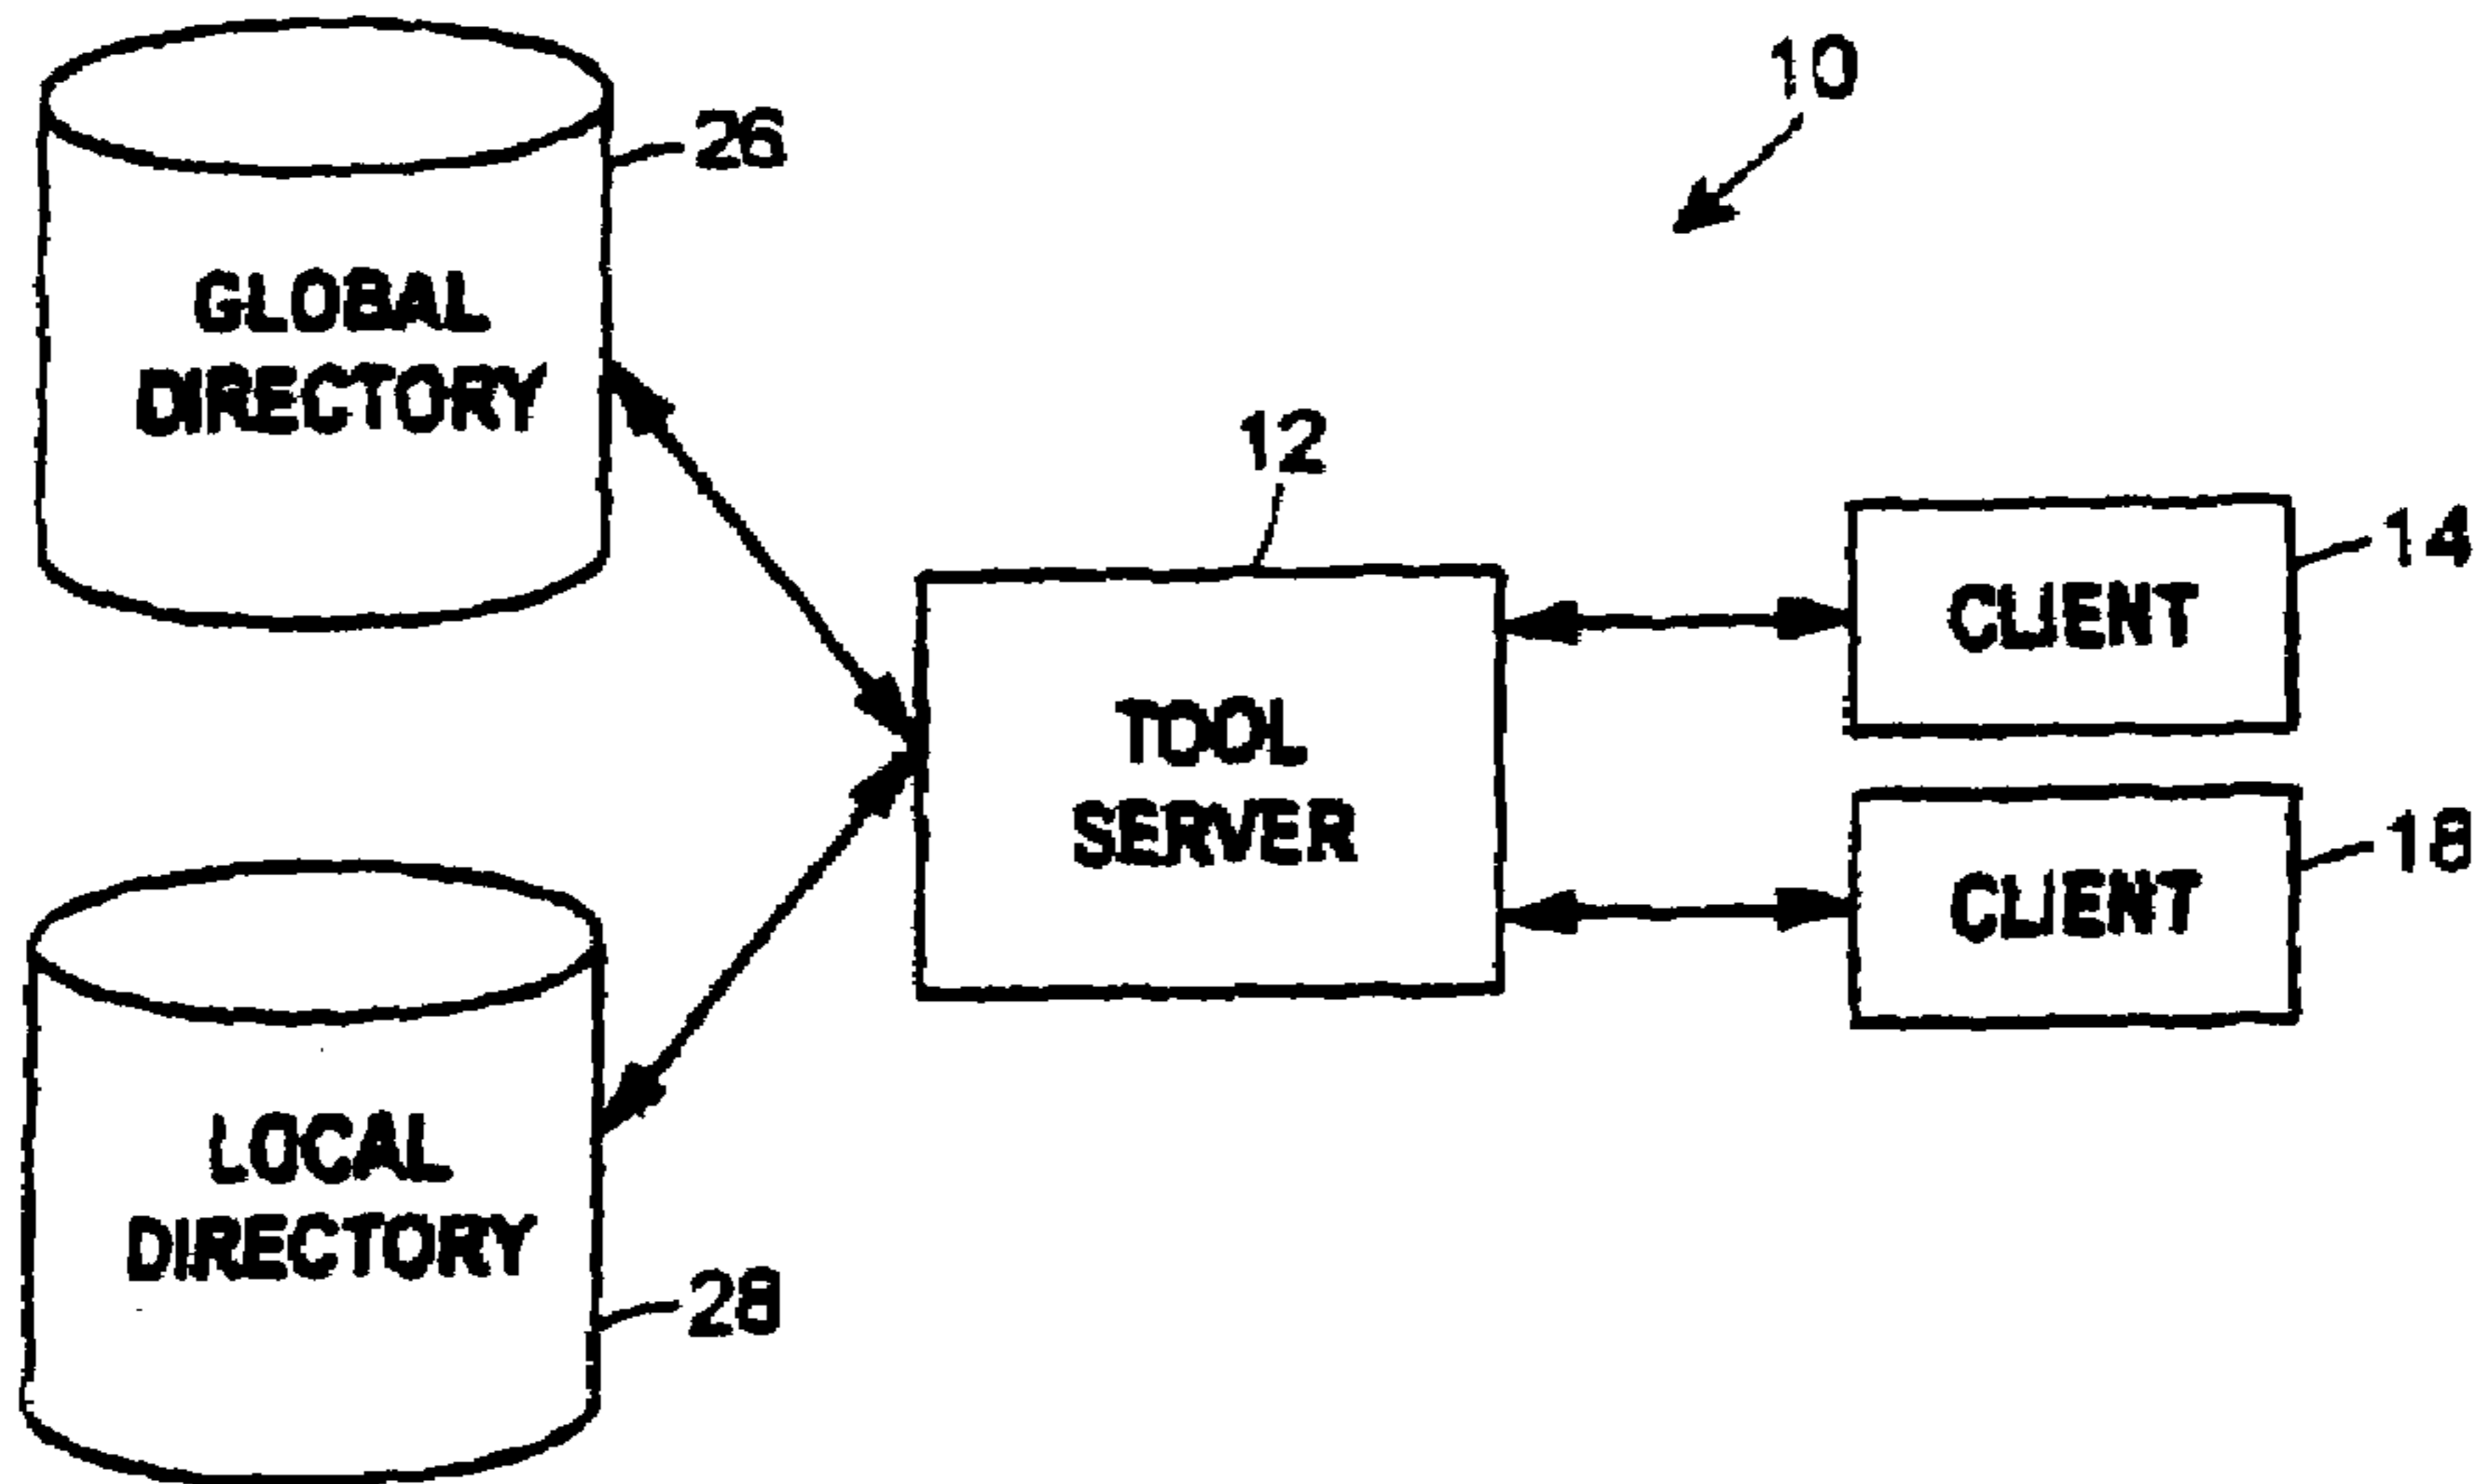 10
26
GLOBAL
DIRECTORY
12
14
CLIENT
TOOL
SERVER
18
CLIENT
LOCAL
DIRECTORY
28